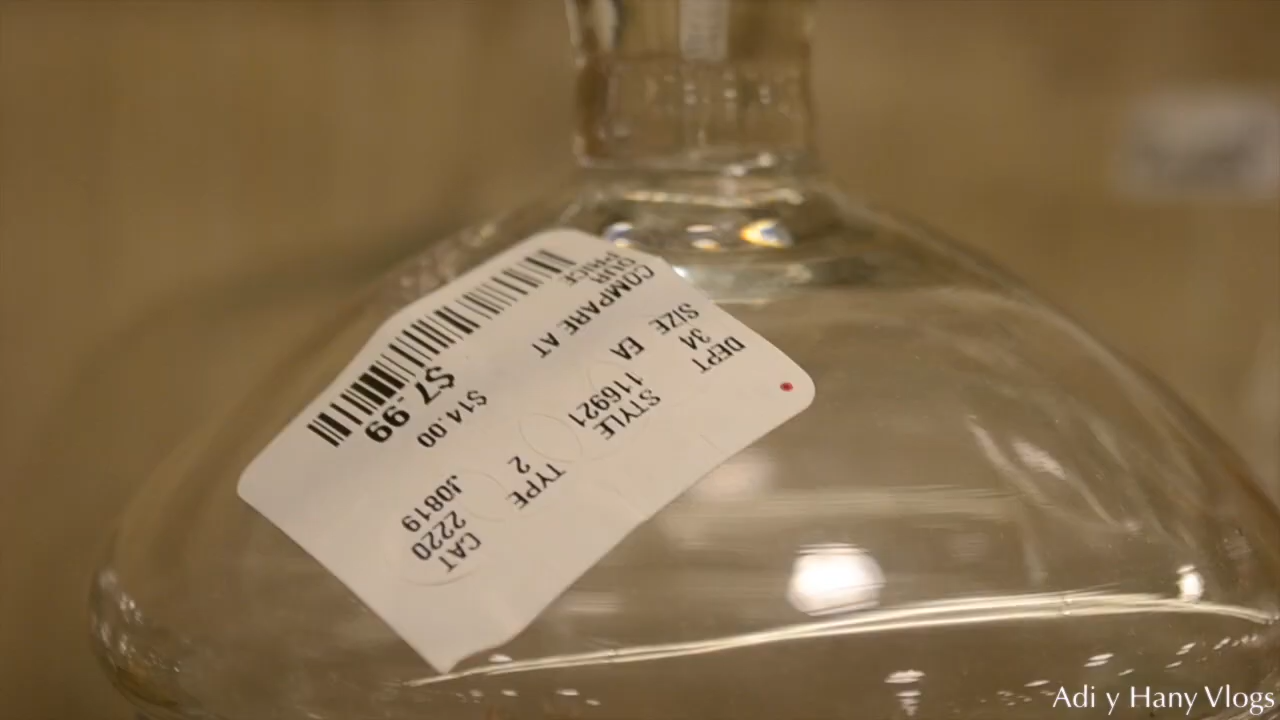 DEPT STYLE TYPE CAT
34 116921 2 2220
SIZE EA J0819
COMPARE AT $14.00
OUR PRICE $7.99
Adi y Hany Vlogs